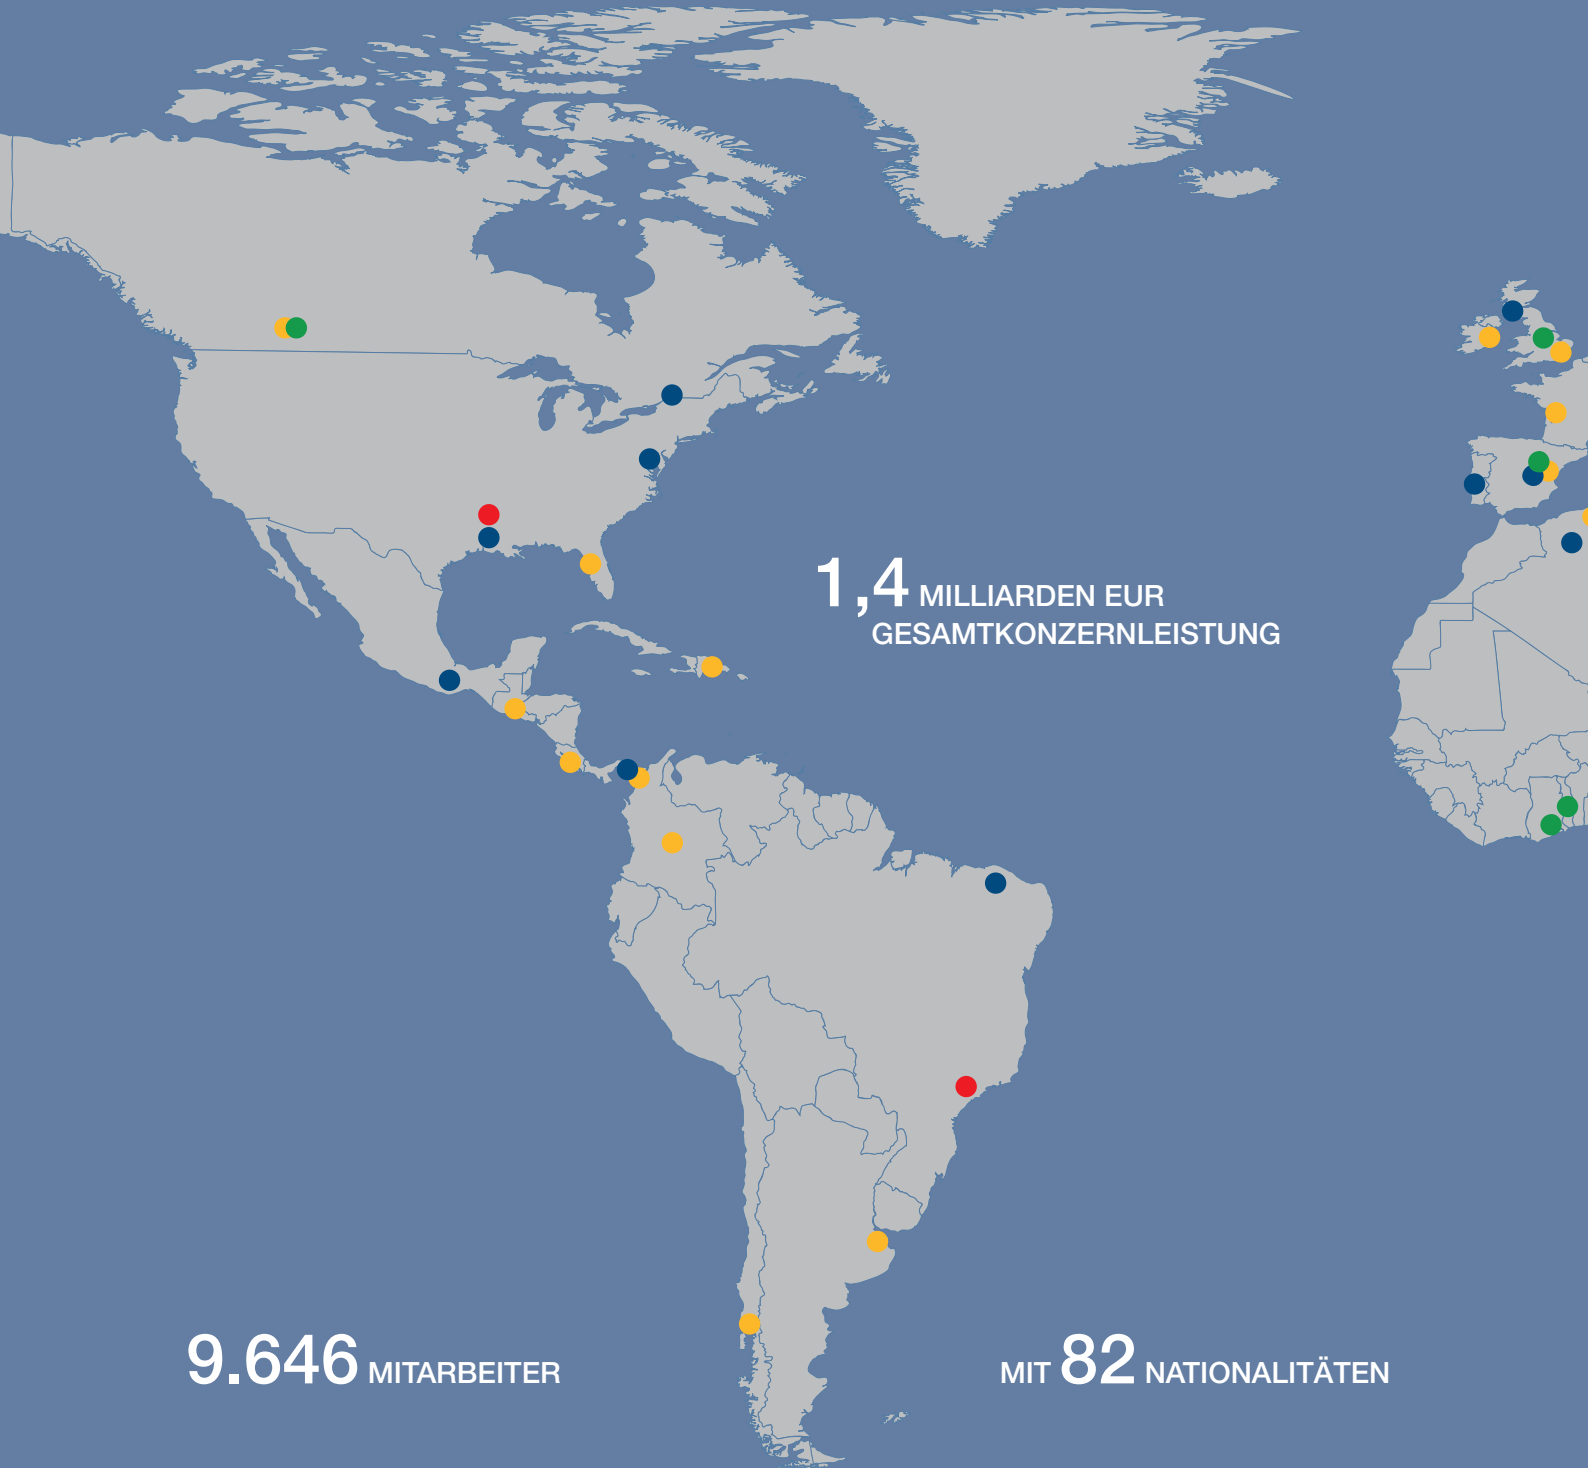 1,4 MILLIARDEN EUR
GESAMTKONZERNLEISTUNG
9.646 MITARBEITER
MIT 82 NATIONALITÄTEN